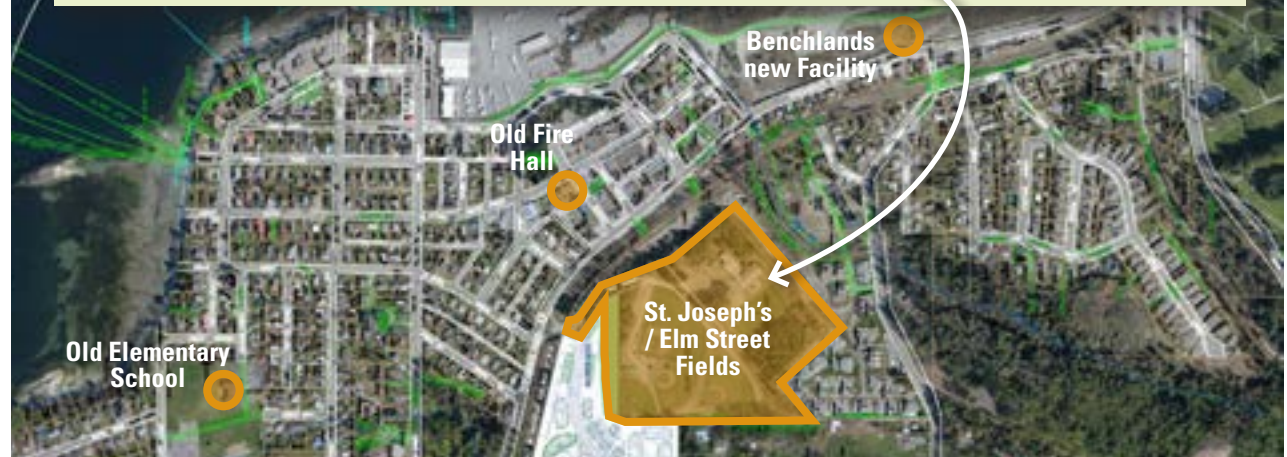 Benchlands
new Facility
Old Fire
Hall
St. Joseph's
/ Elm Street
Fields
Old Elementary
School